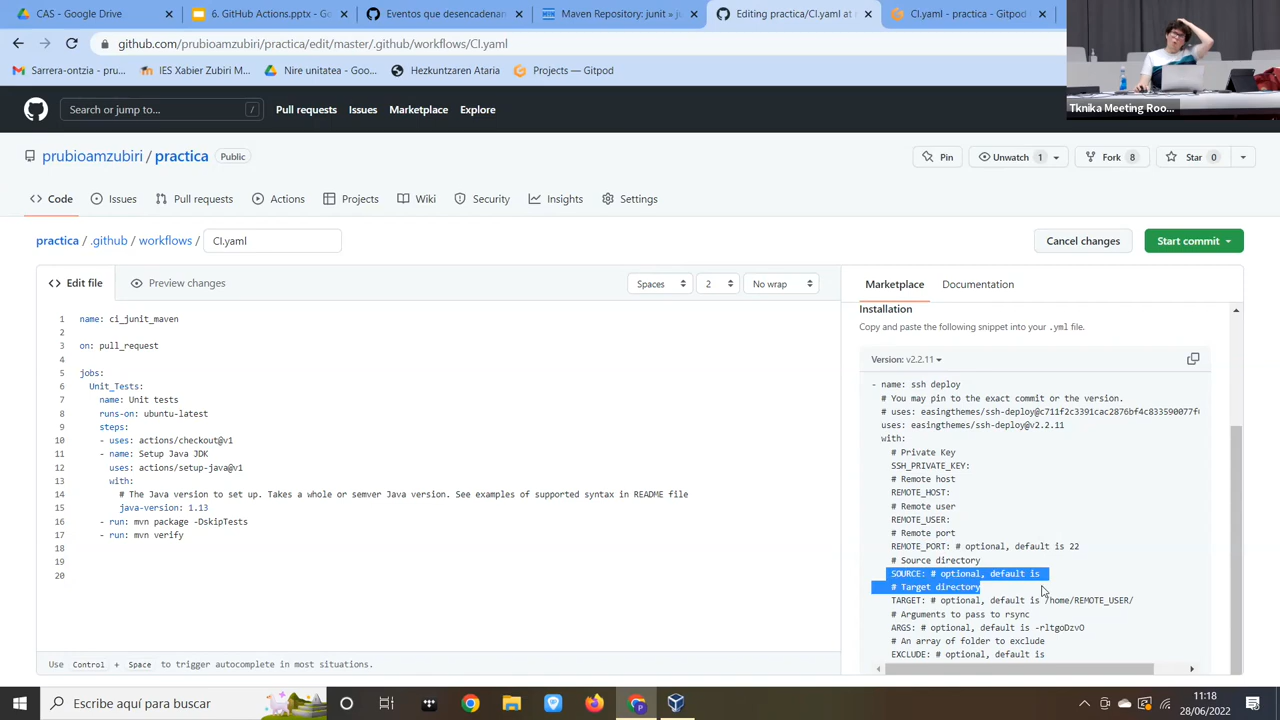 CAS - Google Drive
6. GitHub Actions.pptx - Google
Eventos que desencadenan
Maven Repository: junit » junit
Editing practica/CI.yaml at
CI.yaml - practica - Gitpod
github.com/prubioamzubiri/practica/edit/master/.github/workflows/CI.yaml
Sarrera-ontzia - pru...
IES Xabier Zubiri M...
Nire unitatea - Goo...
Hezkuntzaren Ataria
Projects — Gitpod
Tknika Meeting Roo...
Search or jump to...
/
Pull requests
Issues
Marketplace
Explore
prubioamzubiri / practica
Public
Pin
Unwatch 1
Fork 8
Star 0
Code
Issues
Pull requests
Actions
Projects
Wiki
Security
Insights
Settings
practica / .github / workflows /
CI.yaml
Cancel changes
Start commit
Edit file
Preview changes
Spaces
2
No wrap
1 name: ci_junit_maven
2
3 on: pull_request
4
5 jobs:
6 Unit_Tests:
7 name: Unit tests
8 runs-on: ubuntu-latest
9 steps:
10 - uses: actions/checkout@v1
11 - name: Setup Java JDK
12 uses: actions/setup-java@v1
13 with:
14 # The Java version to set up. Takes a whole or semver Java version. See examples of supported syntax in README file
15 java-version: 1.13
16 - run: mvn package -DskipTests
17 - run: mvn verify
18
19
20
Use Control + Space to trigger autocomplete in most situations.
Marketplace
Documentation
Installation
Copy and paste the following snippet into your .yml file.
Version: v2.2.11
- name: ssh deploy
# You may pin to the exact commit or the version.
# uses: easingthemes/ssh-deploy@c711f2c3391cac2876bf4c833590077f
uses: easingthemes/ssh-deploy@v2.2.11
with:
# Private Key
SSH_PRIVATE_KEY:
# Remote host
REMOTE_HOST:
# Remote user
REMOTE_USER:
# Remote port
REMOTE_PORT: # optional, default is 22
# Source directory
SOURCE: # optional, default is
# Target directory
TARGET: # optional, default is /home/REMOTE_USER/
# Arguments to pass to rsync
ARGS: # optional, default is -rltgoDzvO
# An array of folder to exclude
EXCLUDE: # optional, default is
Escribe aquí para buscar
11:18
28/06/2022